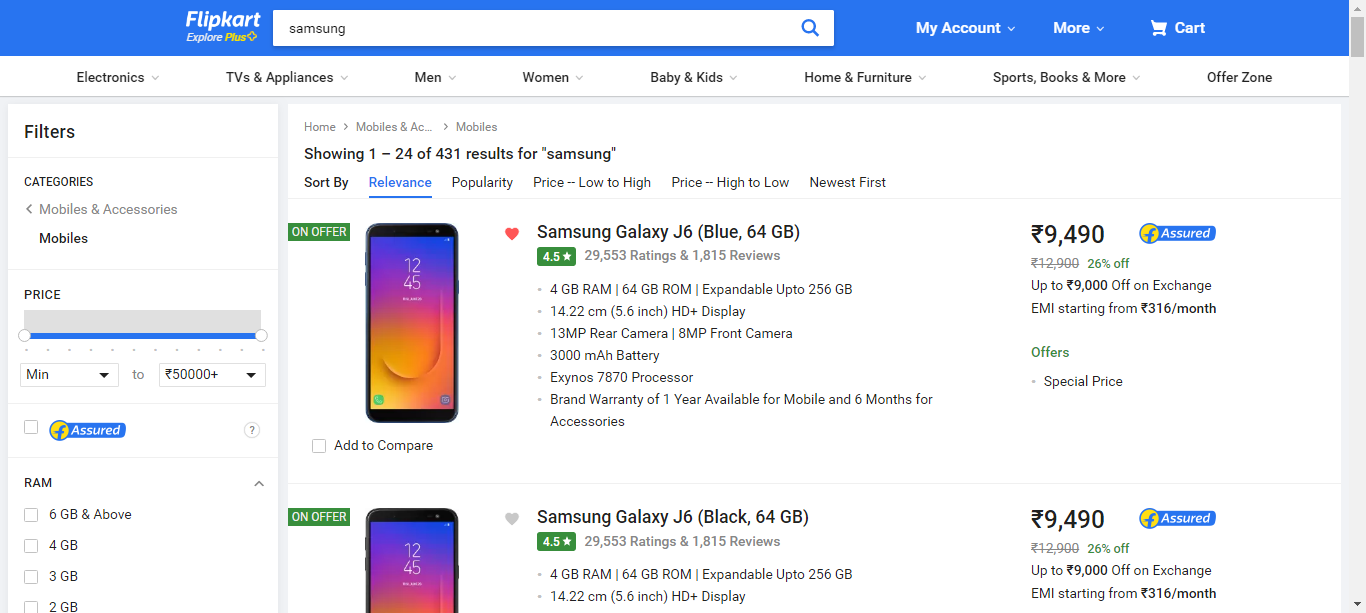 Flipkart
Explore Plus
samsung
My Account
More
Cart
Electronics
TVs & Appliances
Men
Women
Baby & Kids
Home & Furniture
Sports, Books & More
Offer Zone
Filters
CATEGORIES
Mobiles & Accessories
Mobiles
PRICE
Min
to
₹50000+
f Assured
?
RAM
6 GB & Above
4 GB
3 GB
2 GB
Home
Mobiles & Ac...
Mobiles
Showing 1 – 24 of 431 results for "samsung"
Sort By
Relevance
Popularity
Price -- Low to High
Price -- High to Low
Newest First
ON OFFER
12
45
Add to Compare
Samsung Galaxy J6 (Blue, 64 GB)
4.5 ★ 29,553 Ratings & 1,815 Reviews
4 GB RAM | 64 GB ROM | Expandable Upto 256 GB
14.22 cm (5.6 inch) HD+ Display
13MP Rear Camera | 8MP Front Camera
3000 mAh Battery
Exynos 7870 Processor
Brand Warranty of 1 Year Available for Mobile and 6 Months for
Accessories
₹9,490
f Assured
₹12,900 26% off
Up to ₹9,000 Off on Exchange
EMI starting from ₹316/month
Offers
Special Price
ON OFFER
12
45
Samsung Galaxy J6 (Black, 64 GB)
4.5 ★ 29,553 Ratings & 1,815 Reviews
4 GB RAM | 64 GB ROM | Expandable Upto 256 GB
14.22 cm (5.6 inch) HD+ Display
₹9,490
f Assured
₹12,900 26% off
Up to ₹9,000 Off on Exchange
EMI starting from ₹316/month